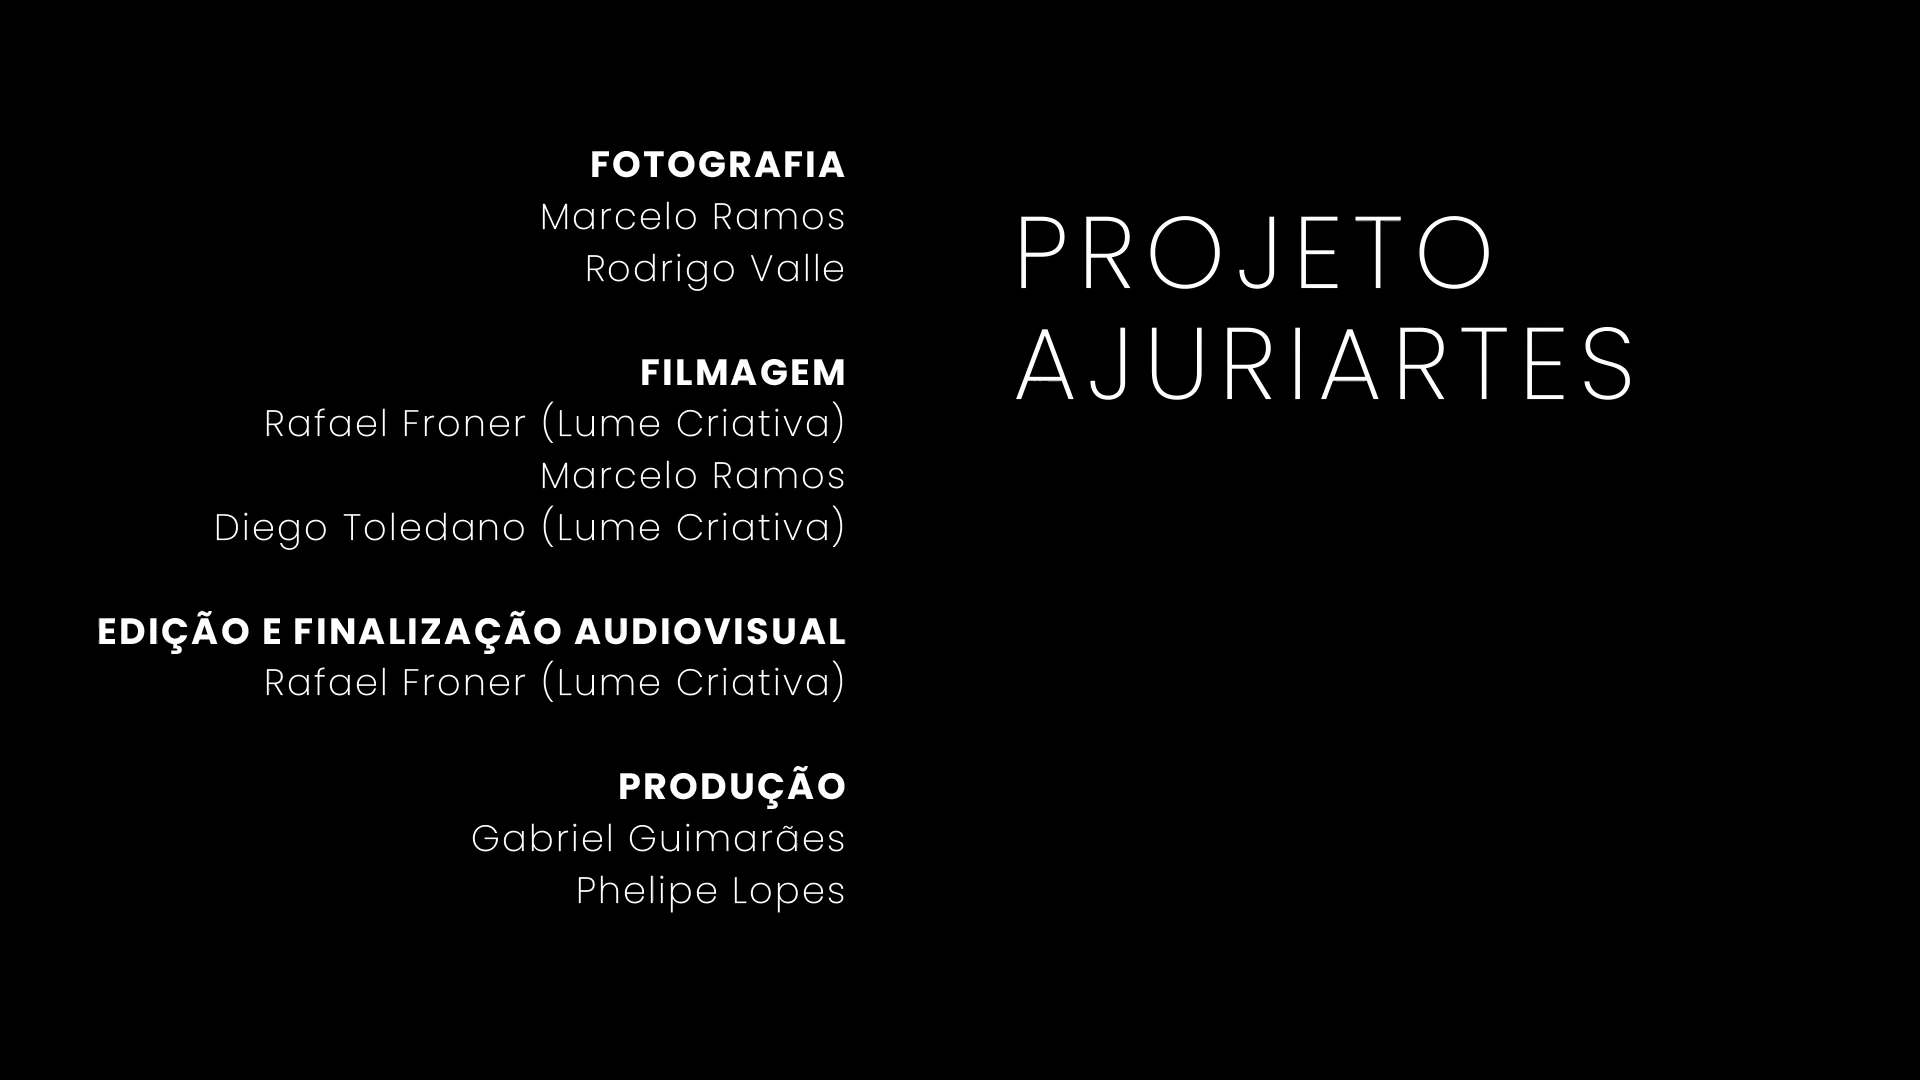 FOTOGRAFIA
Marcelo Ramos
Rodrigo Valle
FILMAGEM
Rafael Froner (Lume Criativa)
Marcelo Ramos
Diego Toledano (Lume Criativa)
EDIÇÃO E FINALIZAÇÃO AUDIOVISUAL
Rafael Froner (Lume Criativa)
PRODUÇÃO
Gabriel Guimarães
Phelipe Lopes
PROJETO
AJURIARTES